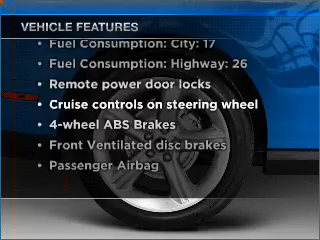 VEHICLE FEATURES
• Fuel Consumption: City: 17
• Fuel Consumption: Highway: 26
• Remote power door locks
• Cruise controls on steering wheel
• 4-wheel ABS Brakes
• Front Ventilated disc brakes
• Passenger Airbag